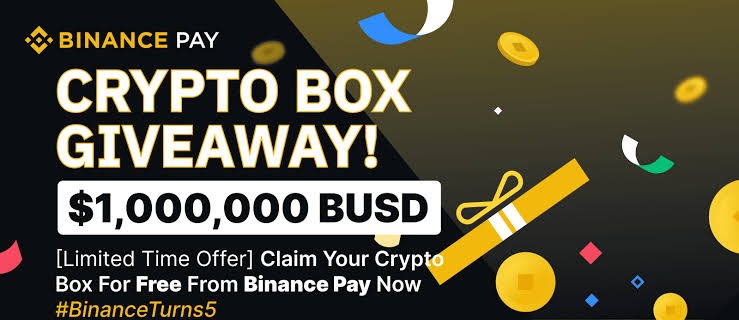 BINANCE PAY
CRYPTO BOX
GIVEAWAY!
$1,000,000 BUSD
[Limited Time Offer] Claim Your Crypto
Box For Free From Binance Pay Now
#BinanceTurns5